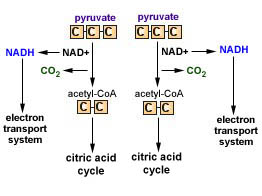 pyruvate pyruvate
C C C C C C
NADH NAD+ NAD+ NADH
CO2 CO2
acetyl-CoA acetyl-CoA
C C C C
electron transport system
citric acid cycle
citric acid cycle
electron transport system